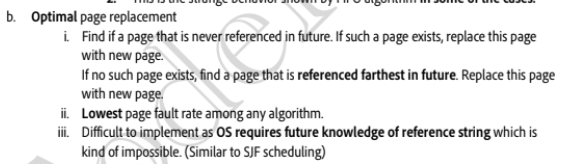 2. This is the strange behavior shown by FIFO algorithm in some of the cases.
b. Optimal page replacement
i. Find if a page that is never referenced in future. If such a page exists, replace this page
with new page.
If no such page exists, find a page that is referenced farthest in future. Replace this page
with new page.
ii. Lowest page fault rate among any algorithm.
iii. Difficult to implement as OS requires future knowledge of reference string which is
kind of impossible. (Similar to SJF scheduling)